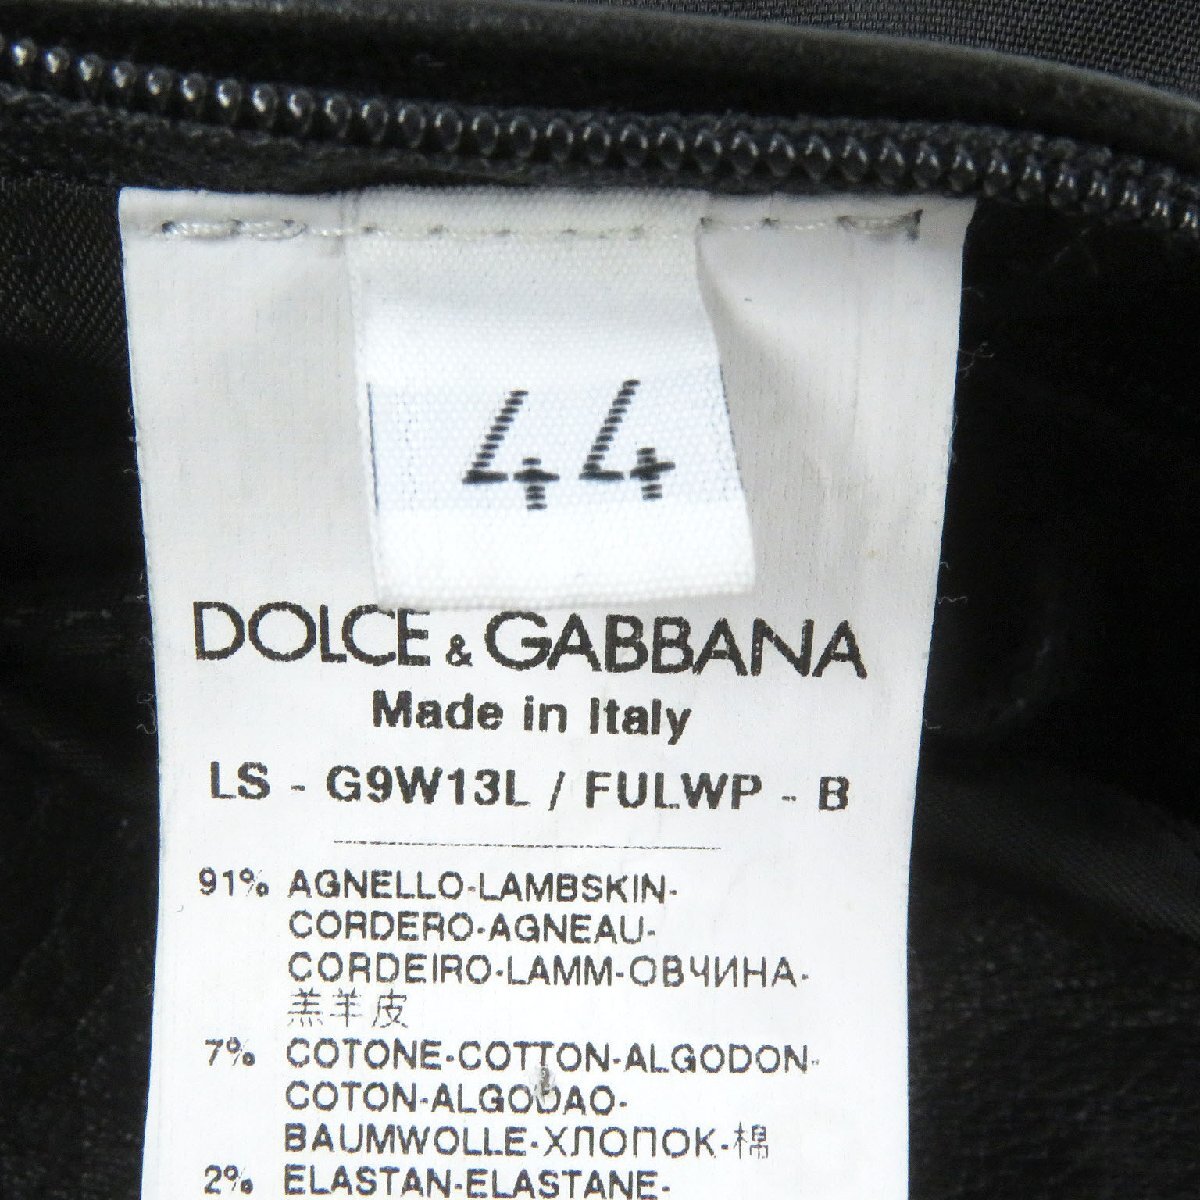 44
DOLCE & GABBANA
Made in Italy
LS - G9W13L / FULWP - B
91% AGNELLO-LAMBSKIN-
CORDERO-AGNEAU-
CORDEIRO-LAMM-ОВЧИНА-
羔羊皮
7% COTONE-COTTON-ALGODON-
COTON-ALGODAO-
BAUMWOLLE-ХЛОПОК-棉
2% ELASTAN-ELASTANE-